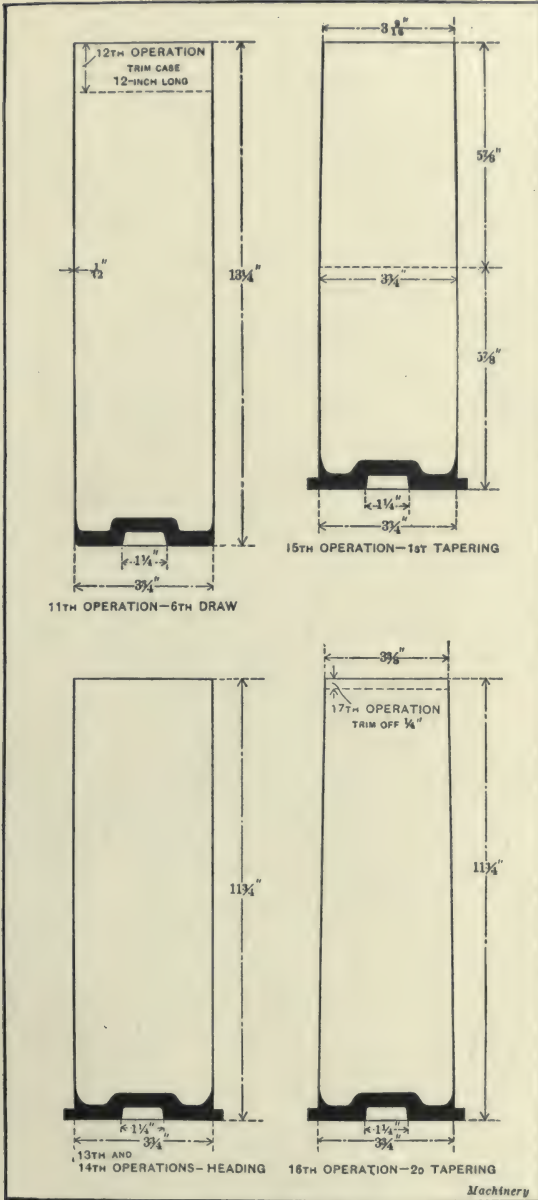 12TH OPERATION
TRIM CASE
12-INCH LONG
1/12"
13 1/4"
1 1/4"
3 3/4"
11TH OPERATION—6TH DRAW
3 9/16"
5 7/8"
3 3/4"
5 7/8"
1 1/4"
3 3/4"
15TH OPERATION—1ST TAPERING
11 3/4"
1 1/4"
3 3/4"
13TH AND
14TH OPERATIONS–HEADING
3 3/8"
17TH OPERATION
TRIM OFF 1/4"
11 3/4"
1 1/4"
3 3/4"
16TH OPERATION—2D TAPERING
Machinery